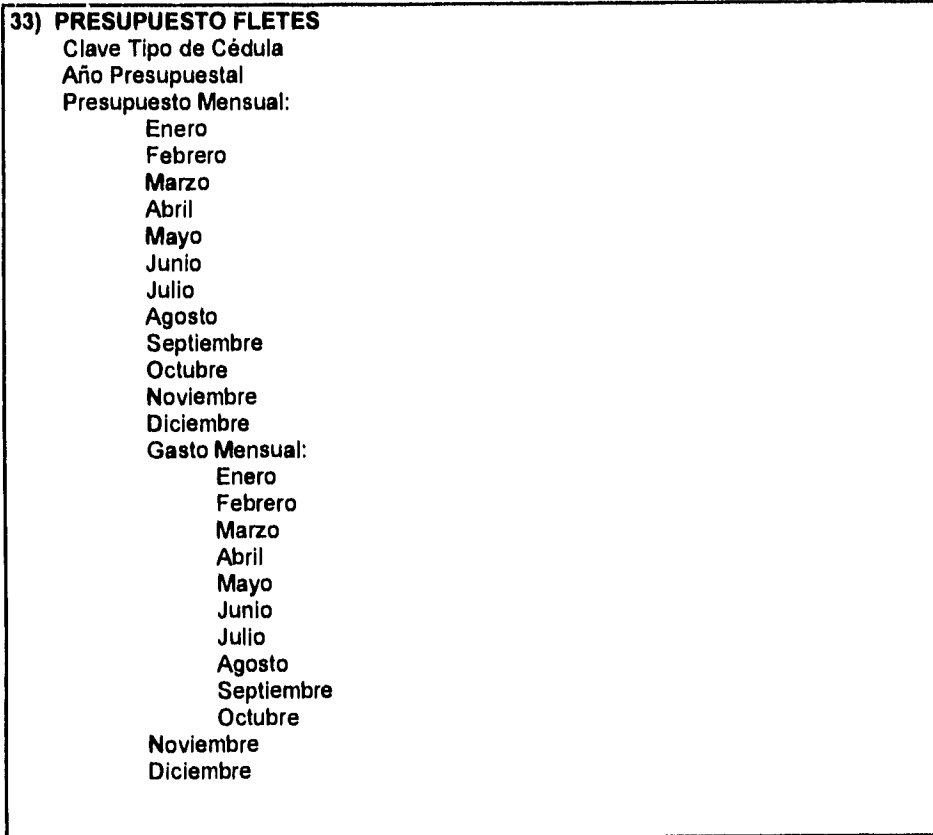 33) PRESUPUESTO FLETES
Clave Tipo de Cédula
Año Presupuestal
Presupuesto Mensual:
Enero
Febrero
Marzo
Abril
Mayo
Junio
Julio
Agosto
Septiembre
Octubre
Noviembre
Diciembre
Gasto Mensual:
Enero
Febrero
Marzo
Abril
Mayo
Junio
Julio
Agosto
Septiembre
Octubre
Noviembre
Diciembre